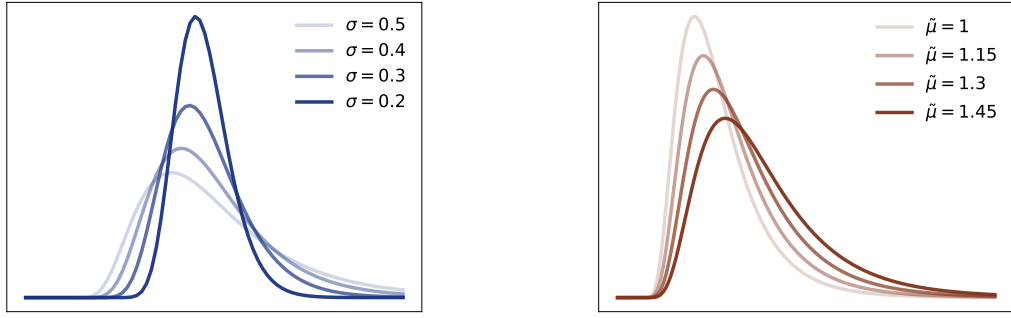 σ = 0.5
σ = 0.4
σ = 0.3
σ = 0.2
μ̃ = 1
μ̃ = 1.15
μ̃ = 1.3
μ̃ = 1.45